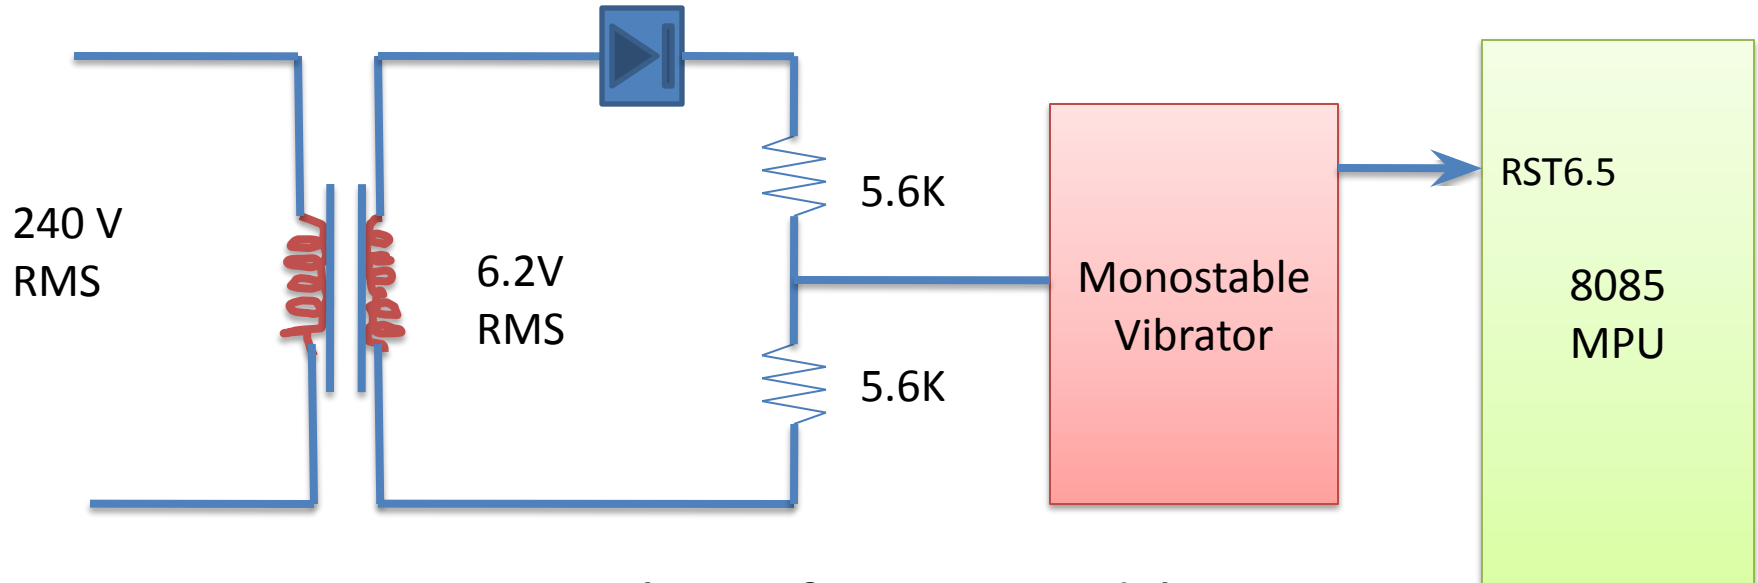 240 V
RMS
6.2V
RMS
5.6K
5.6K
Monostable
Vibrator
RST6.5
8085
MPU